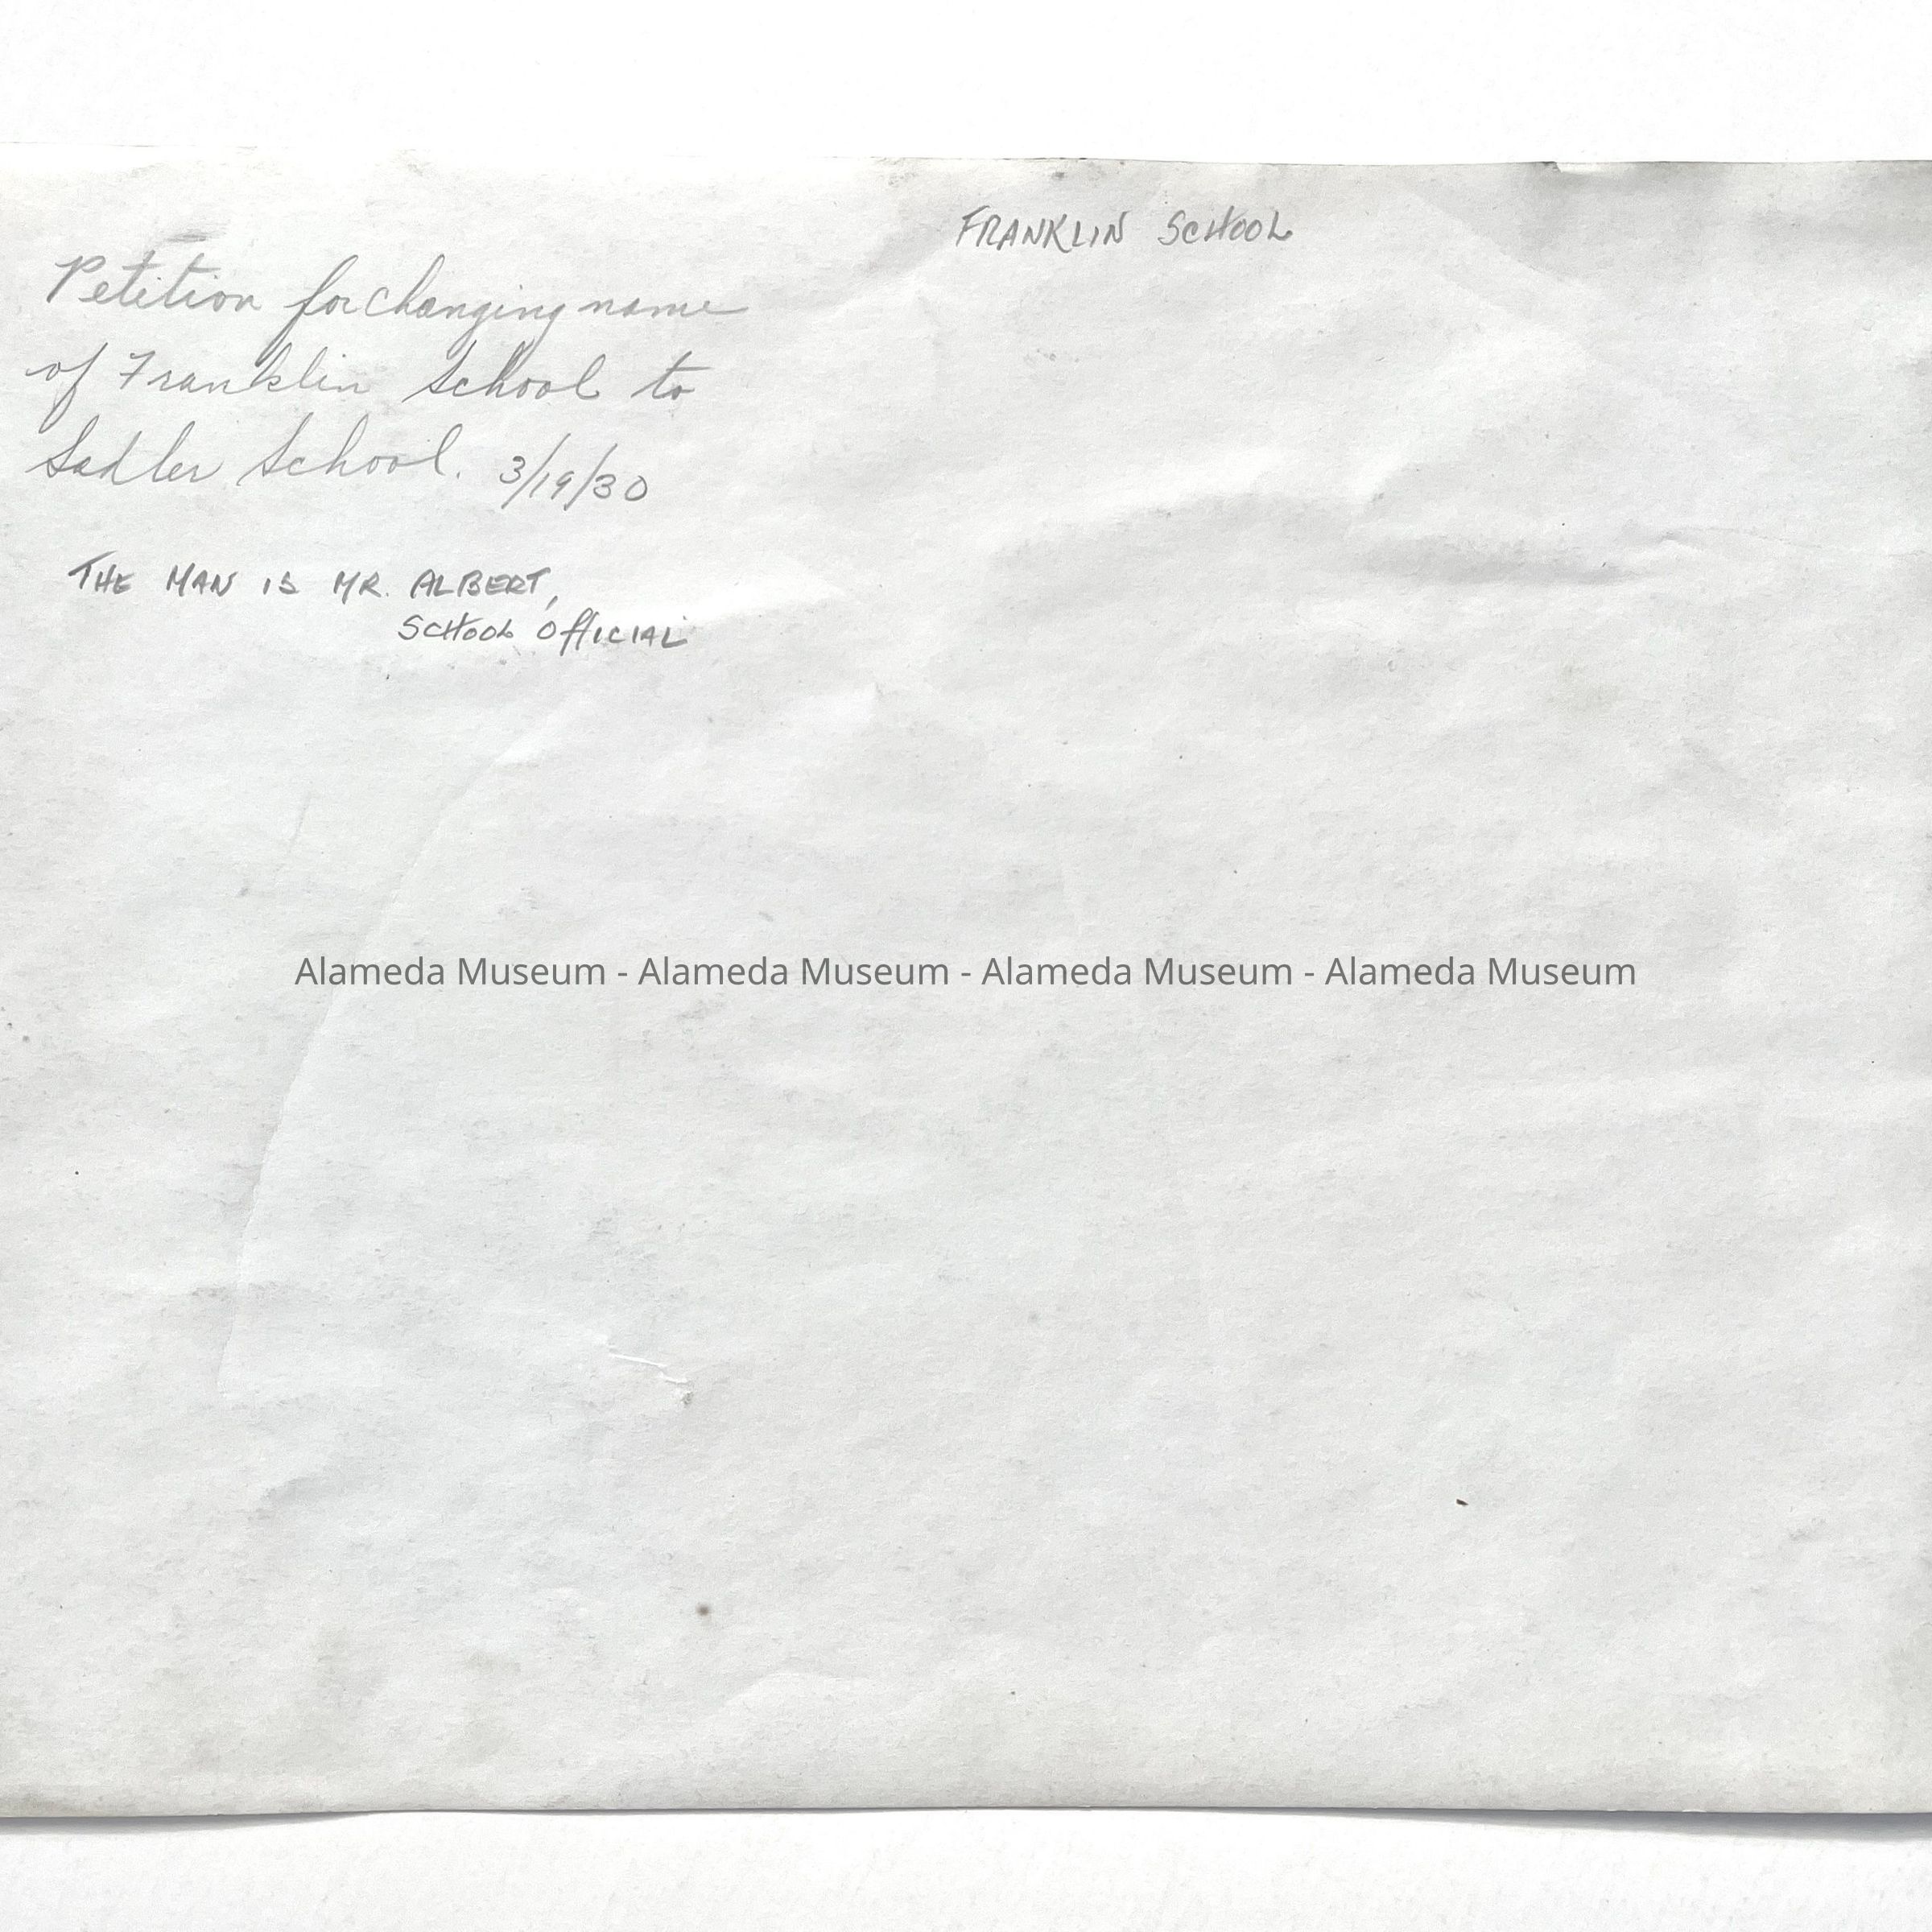 FRANKLIN SCHOOL
Petition for changing name
of Franklin School to
Sadler School. 3/19/30
THE MAN IS MR. ALBERT,
SCHOOL OFFICIAL
Alameda Museum - Alameda Museum - Alameda Museum - Alameda Museum